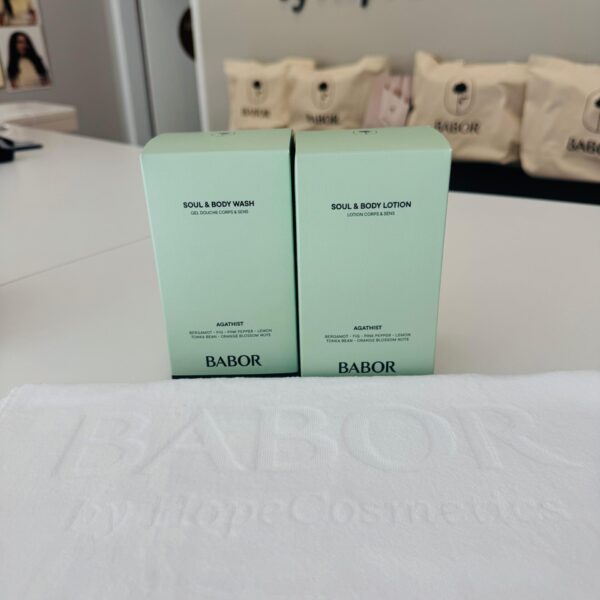 by HopeCosmetics
BABOR
BABOR
BABOR
SOUL & BODY WASH
GEL DOUCHE CORPS & SENS
AGATHIST
BERGAMOT - FIG - PINK PEPPER - LEMON
TONKA BEAN - ORANGE BLOSSOM NOTE
BABOR
SOUL & BODY LOTION
LOTION CORPS & SENS
AGATHIST
BERGAMOT - FIG - PINK PEPPER - LEMON
TONKA BEAN - ORANGE BLOSSOM NOTE
BABOR
BABOR
by HopeCosmetics